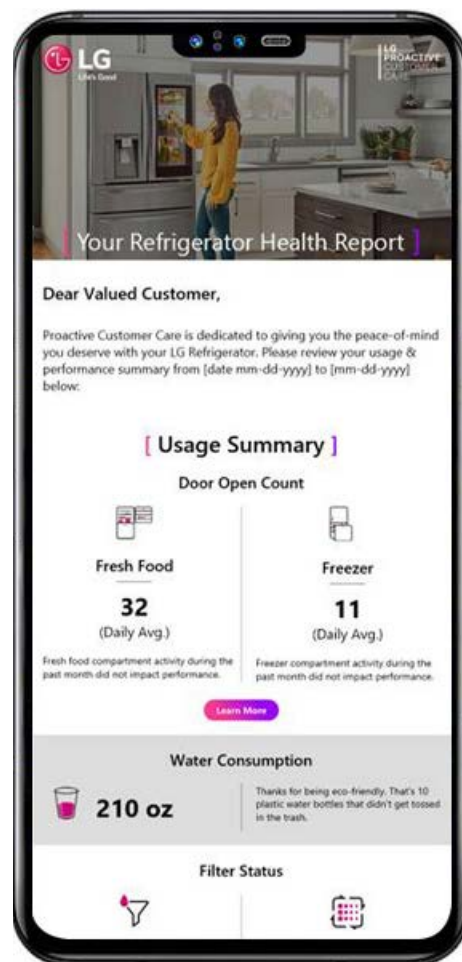 LG
Life's Good
LG
PROACTIVE
CUSTOMER
CARE
[ Your Refrigerator Health Report ]
Dear Valued Customer,
Proactive Customer Care is dedicated to giving you the peace-of-mind
you deserve with your LG Refrigerator. Please review your usage &
performance summary from [date mm-dd-yyyy] to [mm-dd-yyyy]
below:
[ Usage Summary ]
Door Open Count
Fresh Food
32
(Daily Avg.)
Fresh food compartment activity during the
past month did not impact performance.
Freezer
11
(Daily Avg.)
Freezer compartment activity during the
past month did not impact performance.
Learn More
Water Consumption
210 oz
Thanks for being eco-friendly. That's 10
plastic water bottles that didn't get tossed
in the trash.
Filter Status